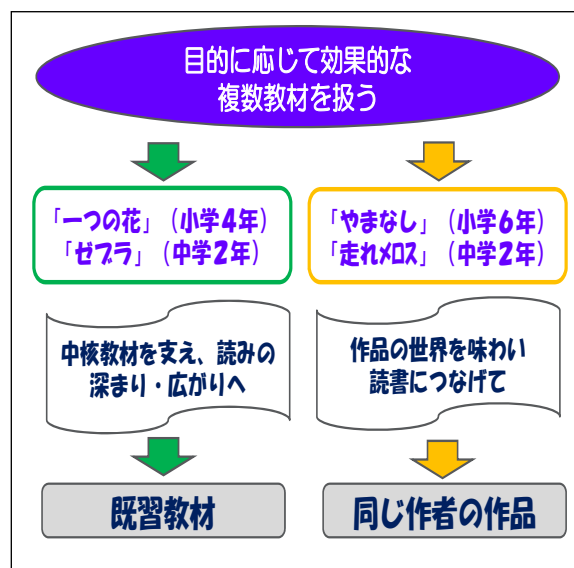 目的に応じて効果的な
複数教材を扱う
「一つの花」（小学4年）
「ゼブラ」（中学2年）
「やまなし」（小学6年）
「走れメロス」（中学2年）
中核教材を支え、読みの
深まり・広がりへ
作品の世界を味わい
読書につなげて
既習教材
同じ作者の作品